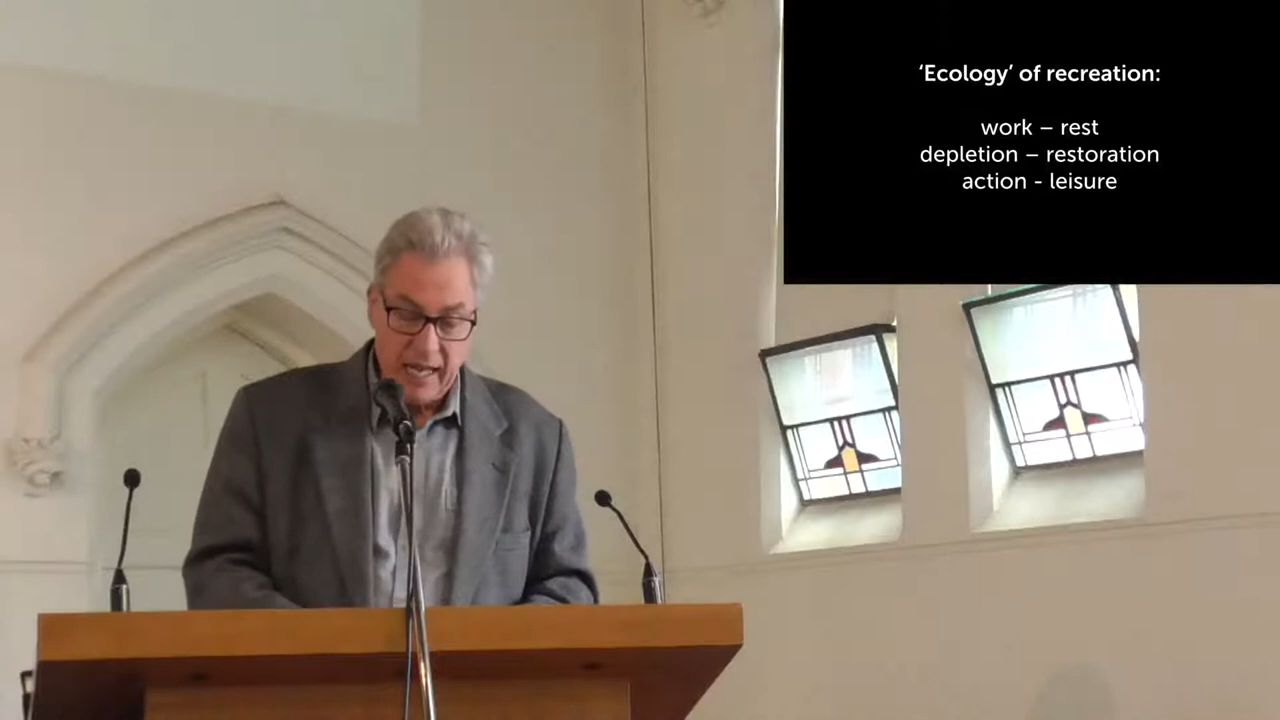 ‘Ecology’ of recreation:
work – rest
depletion – restoration
action - leisure